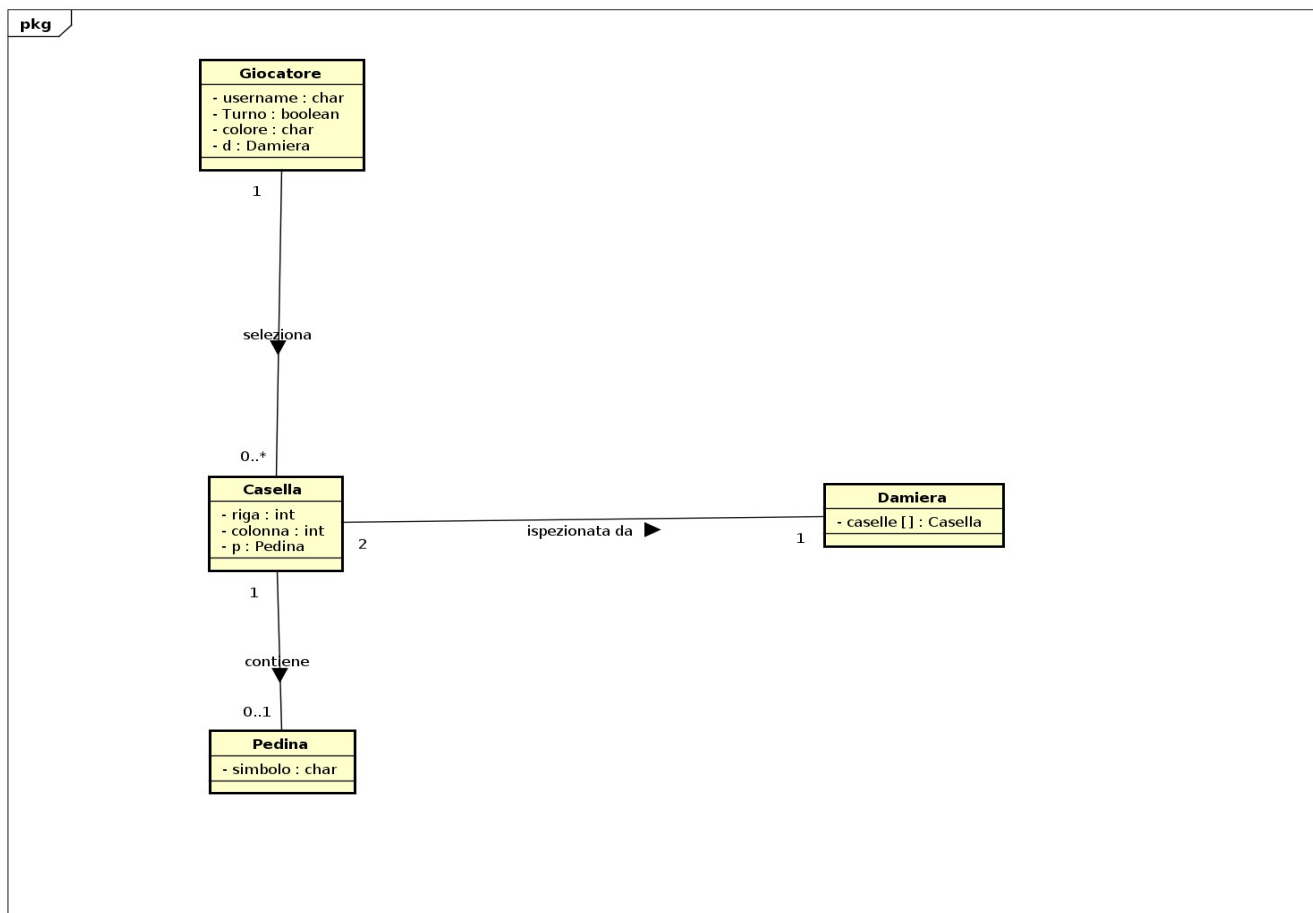 pkg
Giocatore
- username : char
- Turno : boolean
- colore : char
- d : Damiera
1
seleziona
0..*
Casella
- riga : int
- colonna : int
- p : Pedina
2
ispezionata da
1
Damiera
- caselle [] : Casella
1
contiene
0..1
Pedina
- simbolo : char